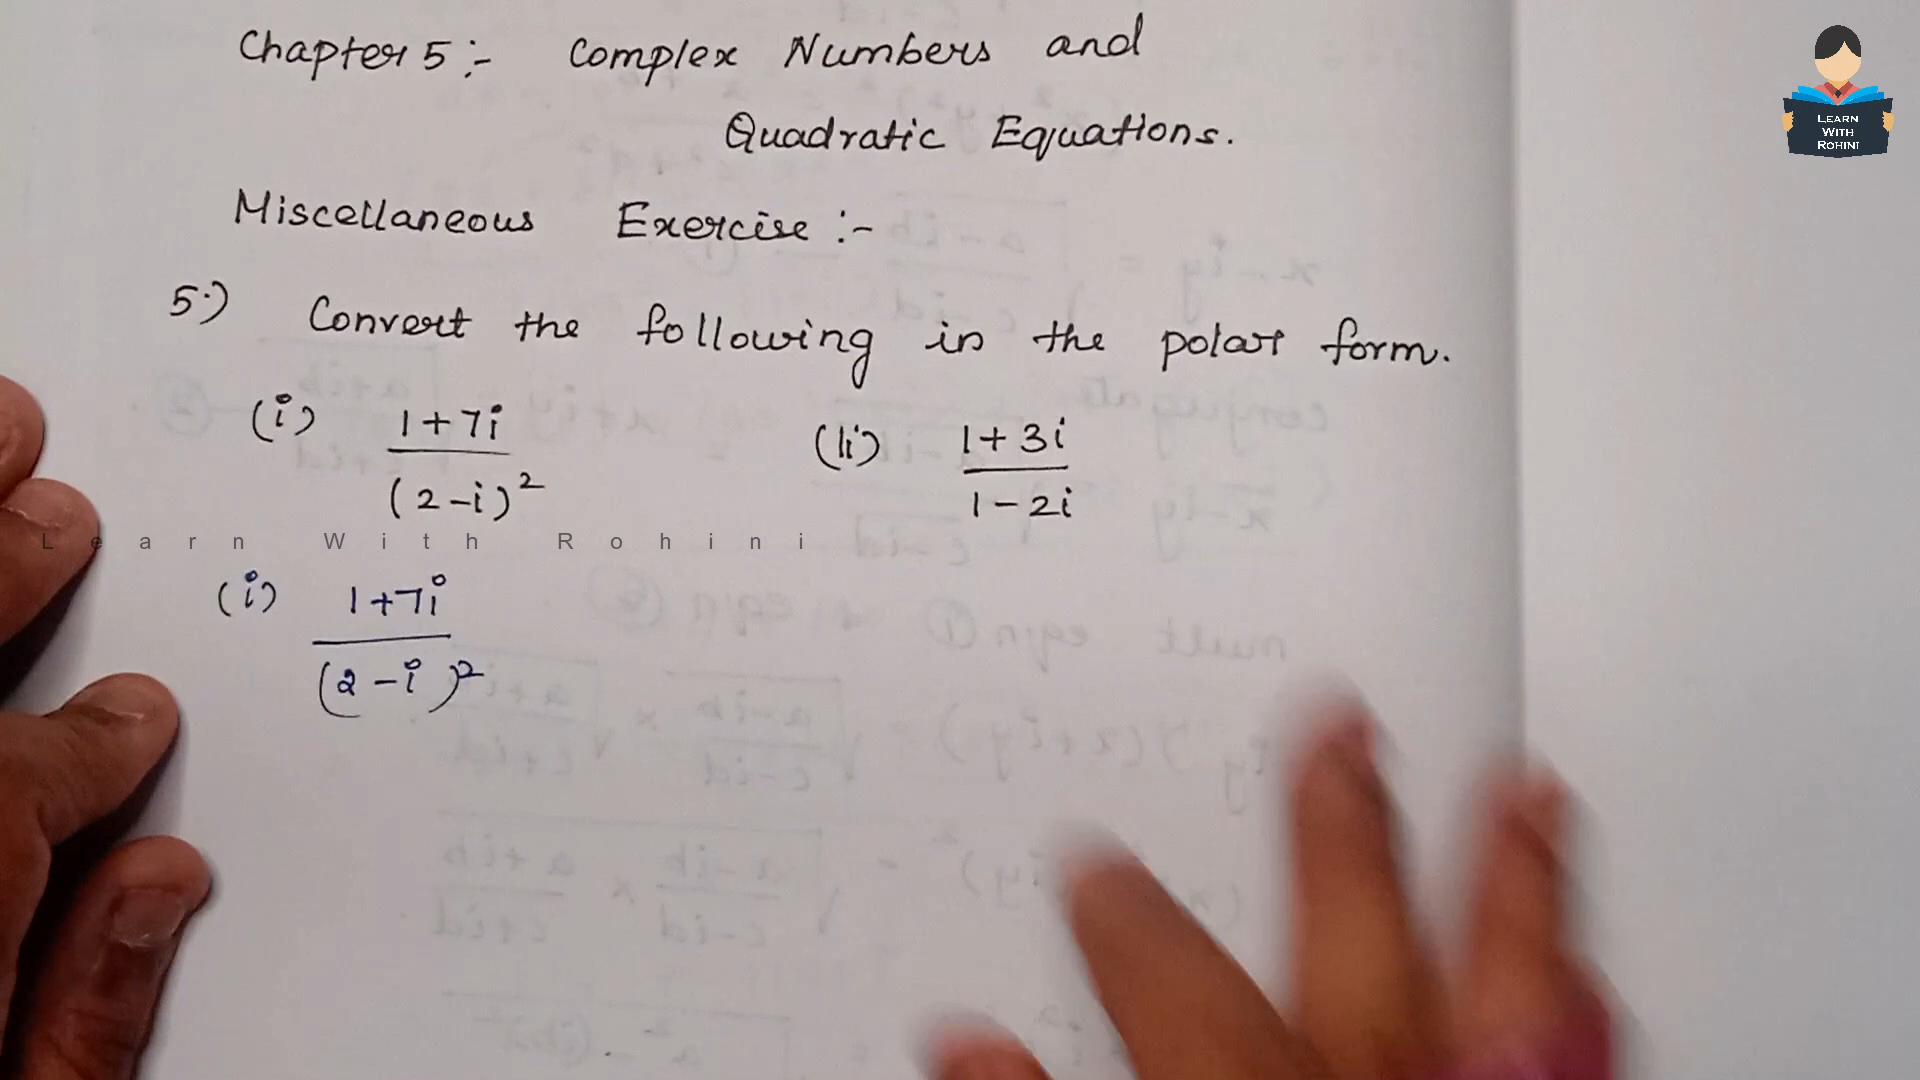 Chapter 5 :- Complex Numbers and
Quadratic Equations.
Miscellaneous Exercise :-
5.) Convert the following in the polar form.
(i) 1+7i / (2-i)² (ii) 1+3i / 1-2i
Learn With Rohini
(i) 1+7i / (2-i)²
LEARN
WITH
ROHINI